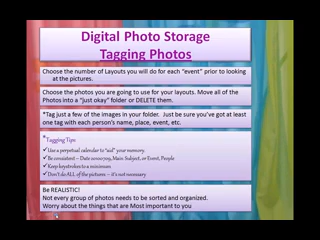 Digital Photo Storage
Tagging Photos
Choose the number of Layouts you will do for each "event" prior to looking
at the pictures.
Choose the photos you are going to use for your layouts. Move all of the
Photos into a "just okay" folder or DELETE them.
*Tag just a few of the images in your folder. Just be sure you've got at least
one tag with each person's name, place, event, etc.
*Tagging Tips:
Use a perpetual calendar to "aid" your memory.
Be consistent – Date Main. Subject, or Event, People
Keep keystrokes to a minimum
Don't do ALL of the pictures – it's not necessary
Be REALISTIC!
Not every group of photos needs to be sorted and organized.
Worry about the things that are Most important to you